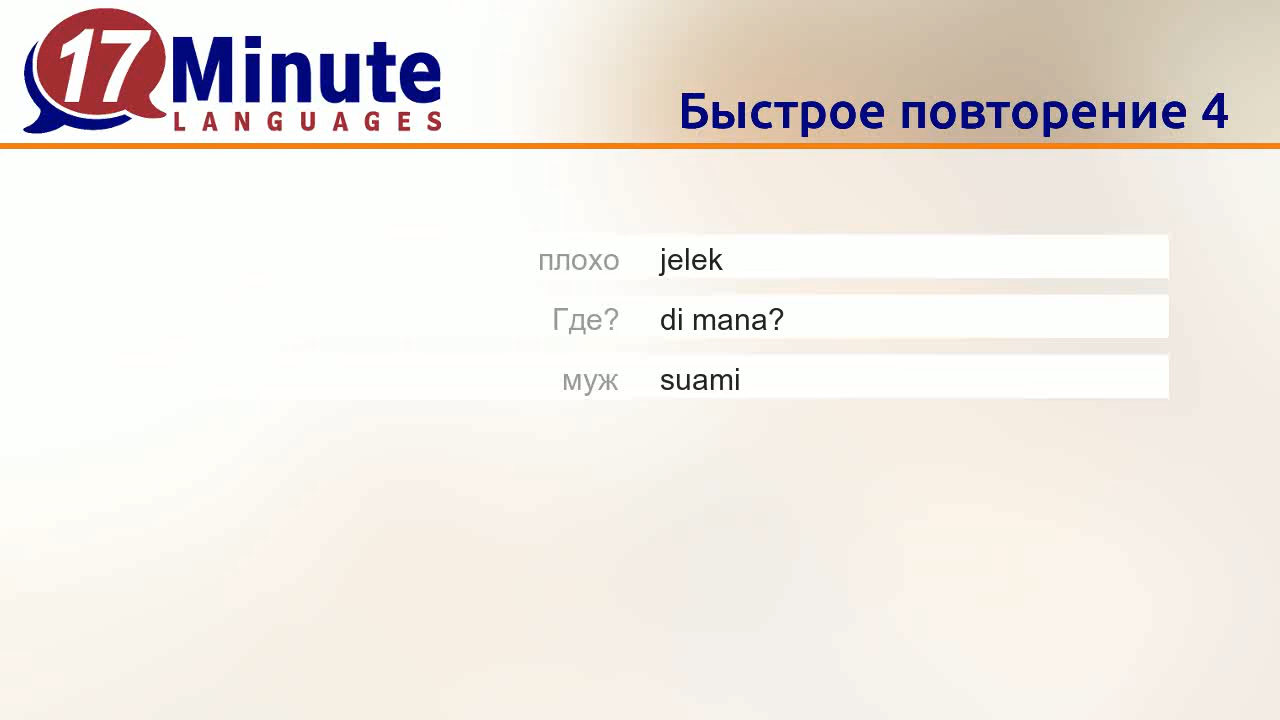 17 Minute
LANGUAGES
Быстрое повторение 4
плохо jelek
Где? di mana?
муж suami